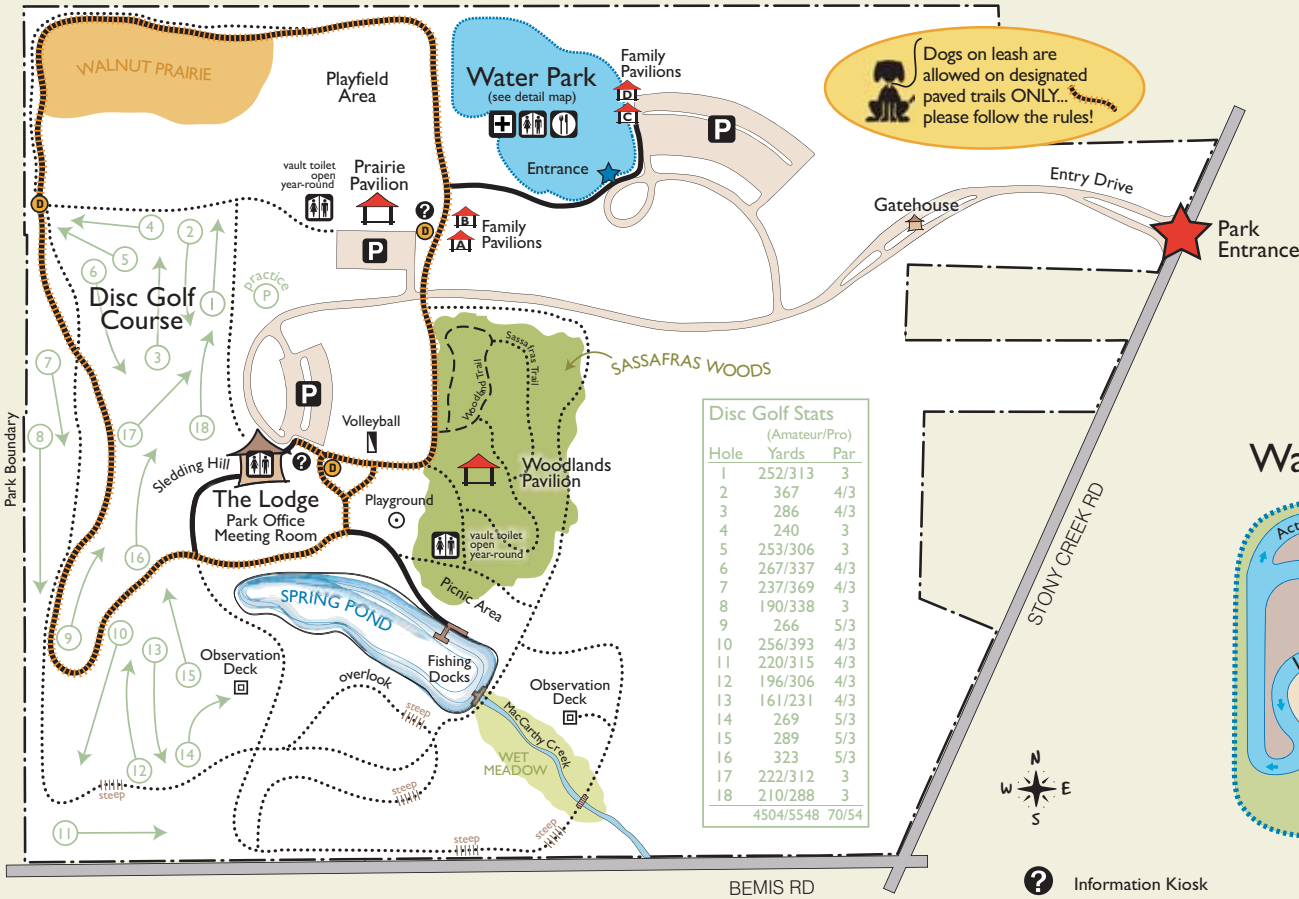 WALNUT PRAIRIE
Playfield
Area
Water Park
(see detail map)
Entrance
Family
Pavilions
D
C
P
Dogs on leash are
allowed on designated
paved trails ONLY...
please follow the rules!
vault toilet
open
year-round
Prairie
Pavilion
?
D
B
A
Family
Pavilions
P
Gatehouse
Entry Drive
Park
Entrance
D
4
2
5
6
1
3
practice
P
Disc Golf
Course
7
8
17
18
16
9
10
13
15
14
12
11
Park Boundary
P
Volleyball
Sledding Hill
?
D
The Lodge
Park Office
Meeting Room
Playground
Sassafras Trail
Woodland Trail
SASSAFRAS WOODS
Woodlands
Pavilion
vault toilet
open
year-round
Picnic Area
SPRING POND
Fishing
Docks
Observation
Deck
overlook
steep
steep
steep
steep
steep
Observation
Deck
MacCarthy Creek
WET
MEADOW
Disc Golf Stats
(Amateur/Pro)
Hole Yards Par
1 252/313 3
2 367 4/3
3 286 4/3
4 240 3
5 253/306 3
6 267/337 4/3
7 237/369 4/3
8 190/338 3
9 266 5/3
10 256/393 4/3
11 220/315 4/3
12 196/306 4/3
13 161/231 4/3
14 269 5/3
15 289 5/3
16 323 5/3
17 222/312 3
18 210/288 3
4504/5548 70/54
STONY CREEK RD
BEMIS RD
N
W E
S
? Information Kiosk
Wa
Act